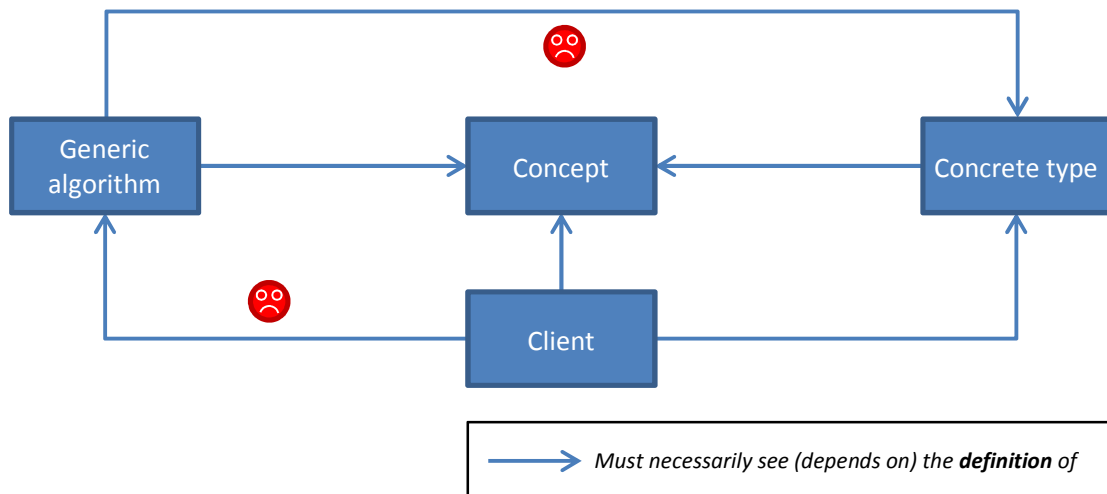 Generic
algorithm
Concept
Concrete type
Client
Must necessarily see (depends on) the definition of